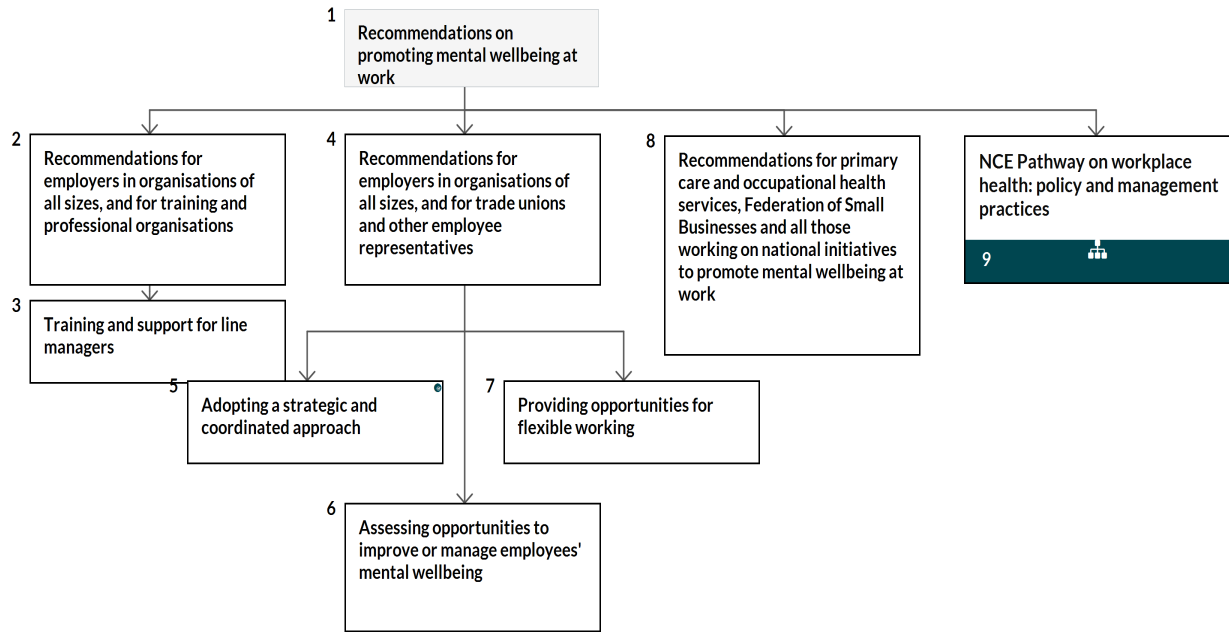 1
Recommendations on
promoting mental wellbeing at
work
2
Recommendations for
employers in organisations of
all sizes, and for training and
professional organisations
3
Training and support for line
managers
4
Recommendations for
employers in organisations of
all sizes, and for trade unions
and other employee
representatives
5
Adopting a strategic and
coordinated approach
6
Assessing opportunities to
improve or manage employees'
mental wellbeing
7
Providing opportunities for
flexible working
8
Recommendations for primary
care and occupational health
services, Federation of Small
Businesses and all those
working on national initiatives
to promote mental wellbeing at
work
NCE Pathway on workplace
health: policy and management
practices
9